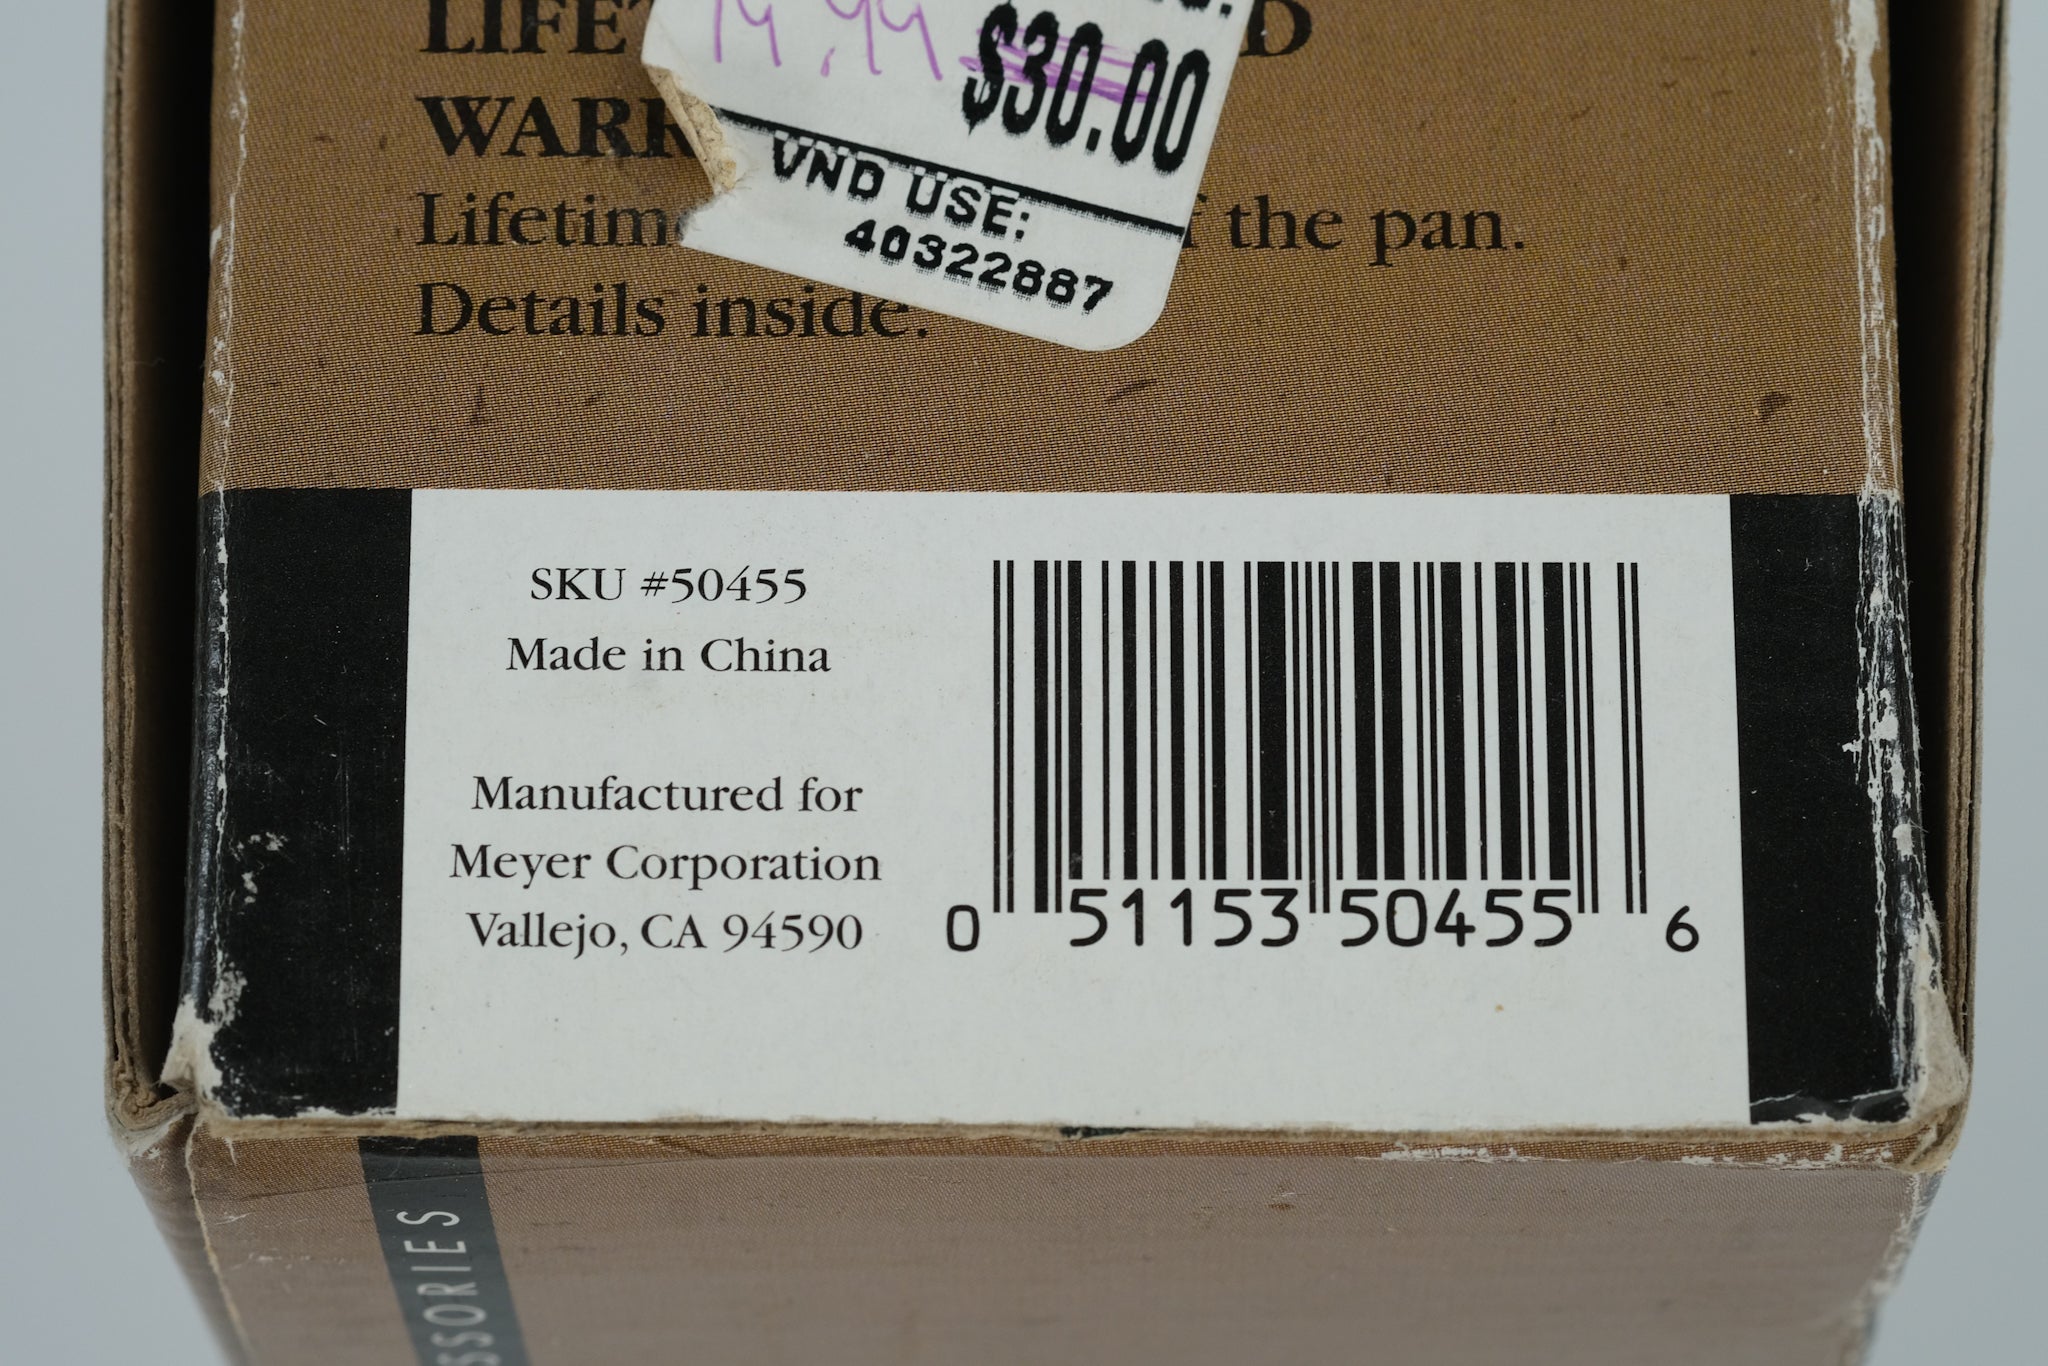 19.99 $30.00
VND USE:
40322887
WARR
Lifetim f the pan.
Details inside.
SKU #50455
Made in China
Manufactured for
Meyer Corporation
Vallejo, CA 94590
0 51153 50455 6
SSORIES